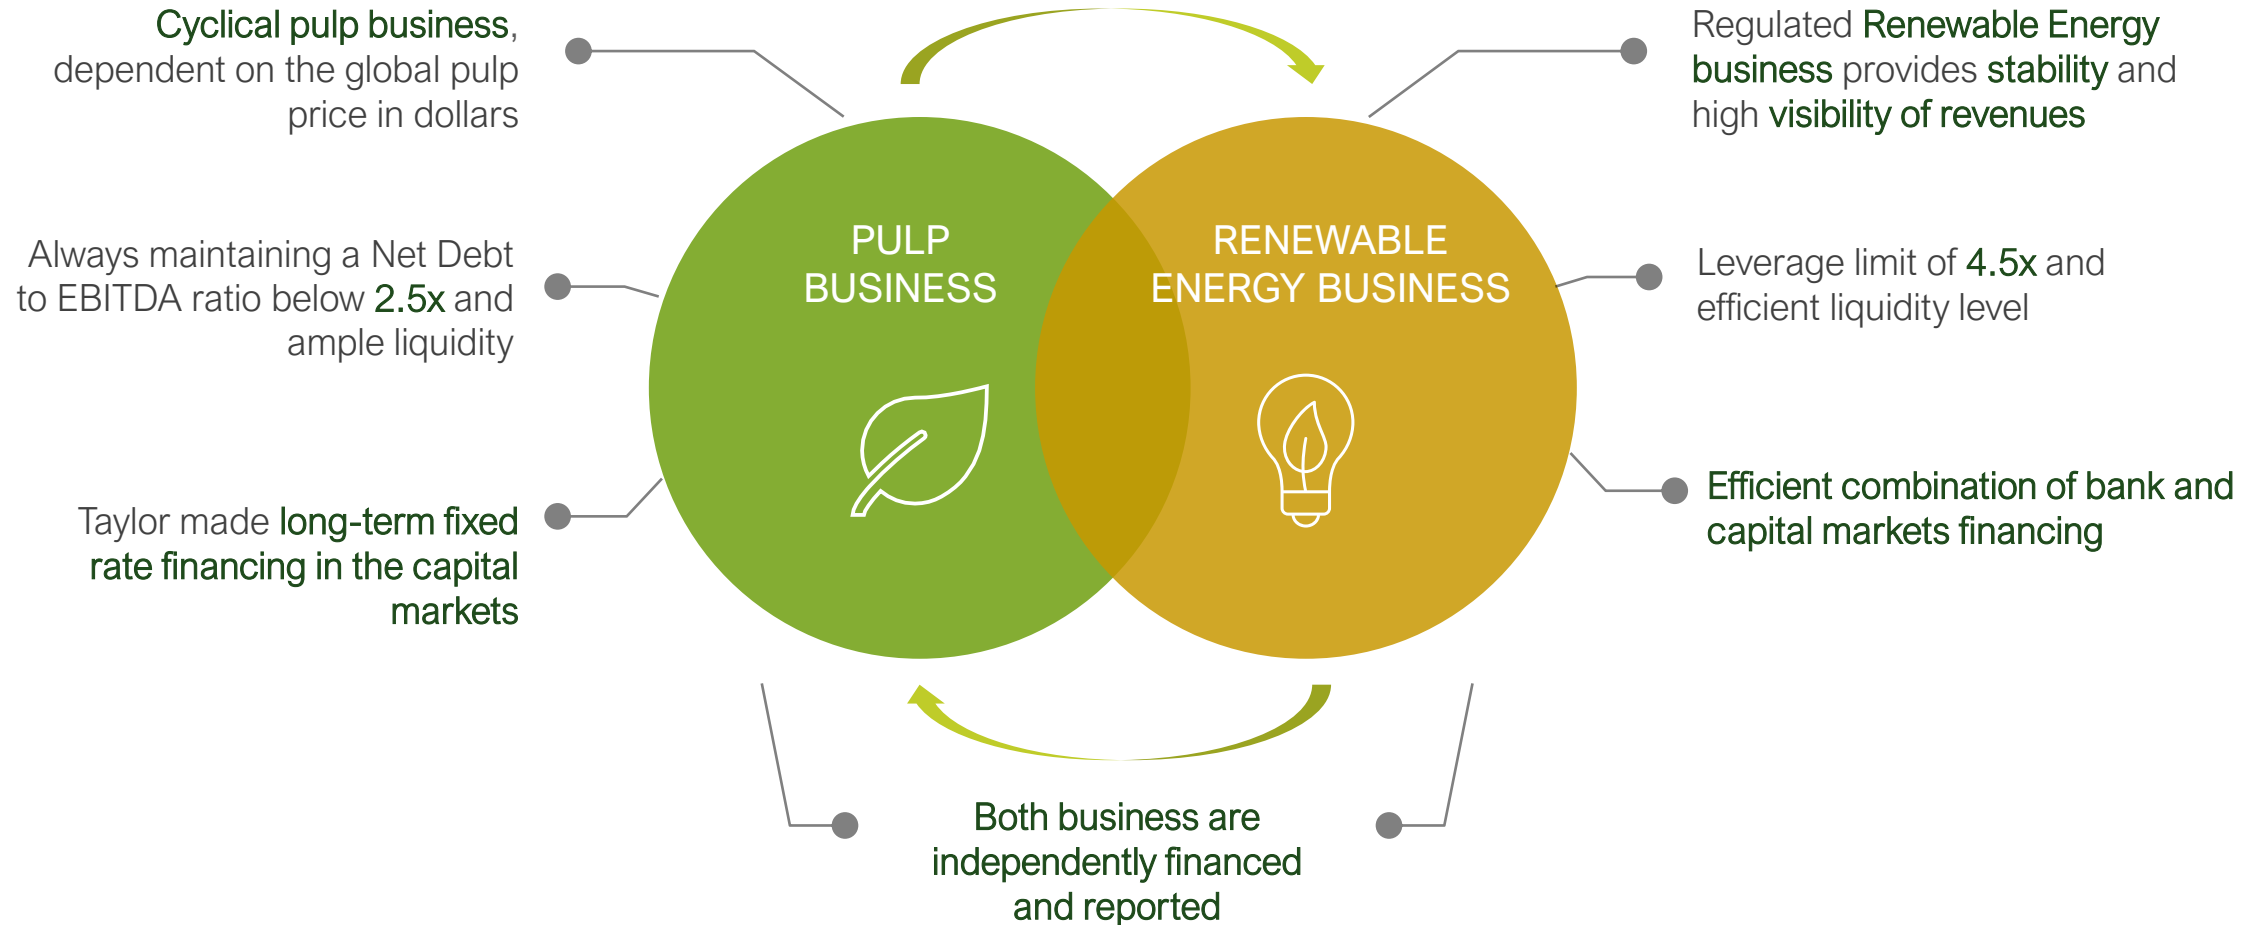 Cyclical pulp business,
dependent on the global pulp
price in dollars
Always maintaining a Net Debt
to EBITDA ratio below 2.5x and
ample liquidity
Taylor made long-term fixed
rate financing in the capital
markets
PULP
BUSINESS
RENEWABLE
ENERGY BUSINESS
Regulated Renewable Energy
business provides stability and
high visibility of revenues
Leverage limit of 4.5x and
efficient liquidity level
Efficient combination of bank and
capital markets financing
Both business are
independently financed
and reported